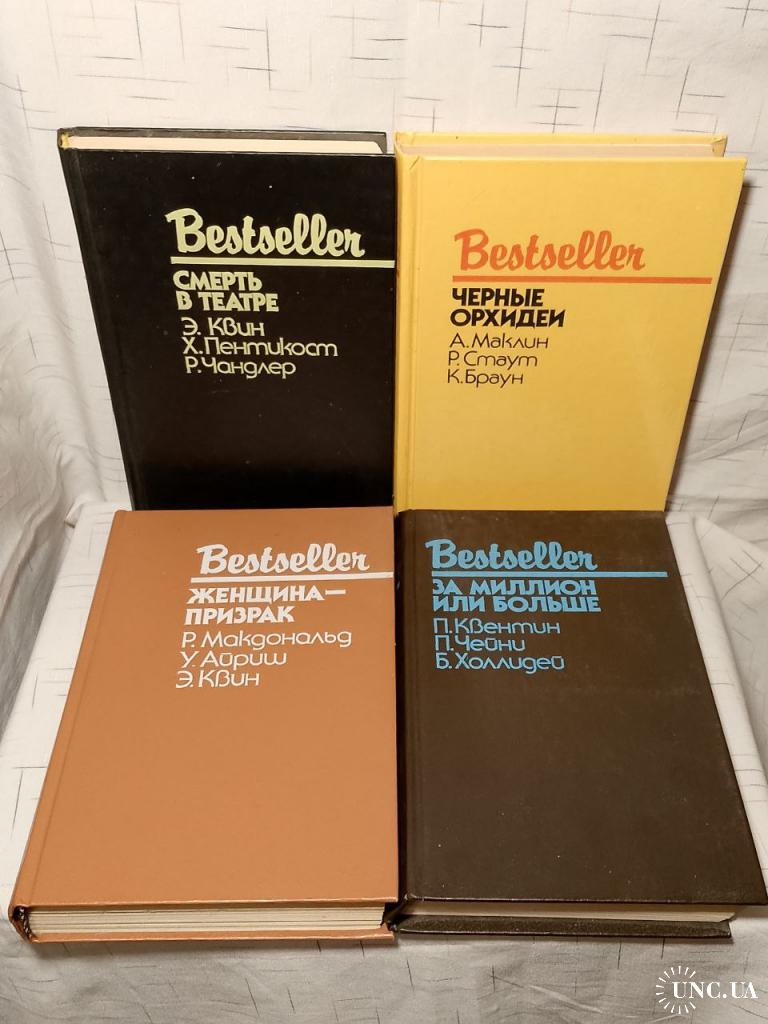 Bestseller
СМЕРТЬ
В ТЕАТРЕ
Э. Квин
Х. Пентикост
Р. Чандлер
Bestseller
ЧЕРНЫЕ
ОРХИДЕИ
А. Маклин
Р. Стаут
К. Браун
Bestseller
ЖЕНЩИНА—
ПРИЗРАК
Р. Макдональд
У. Айриш
Э. Квин
Bestseller
ЗА МИЛЛИОН
ИЛИ БОЛЬШЕ
П. Квентин
П. Чейни
Б. Холлидей
UNC.UA